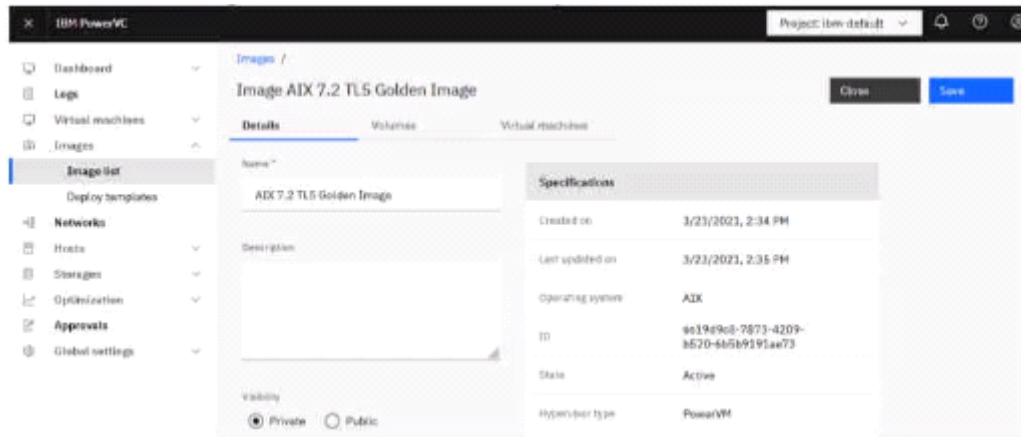 IBM PowerVC
Project: ibm-default
Dashboard
Logs
Virtual machines
Images
Image list
Deploy templates
Networks
Hosts
Storages
Optimization
Approvals
Global settings
Images /
Image AIX 7.2 TL5 Golden Image
Close
Save
Details
Volumes
Virtual machines
Name *
AIX 7.2 TL5 Golden Image
Description
Visibility
Private
Public
Specifications
Created on
3/23/2021, 2:34 PM
Last updated on
3/23/2021, 2:35 PM
Operating system
AIX
ID
State
Active
Hypervisor type
PowerVM